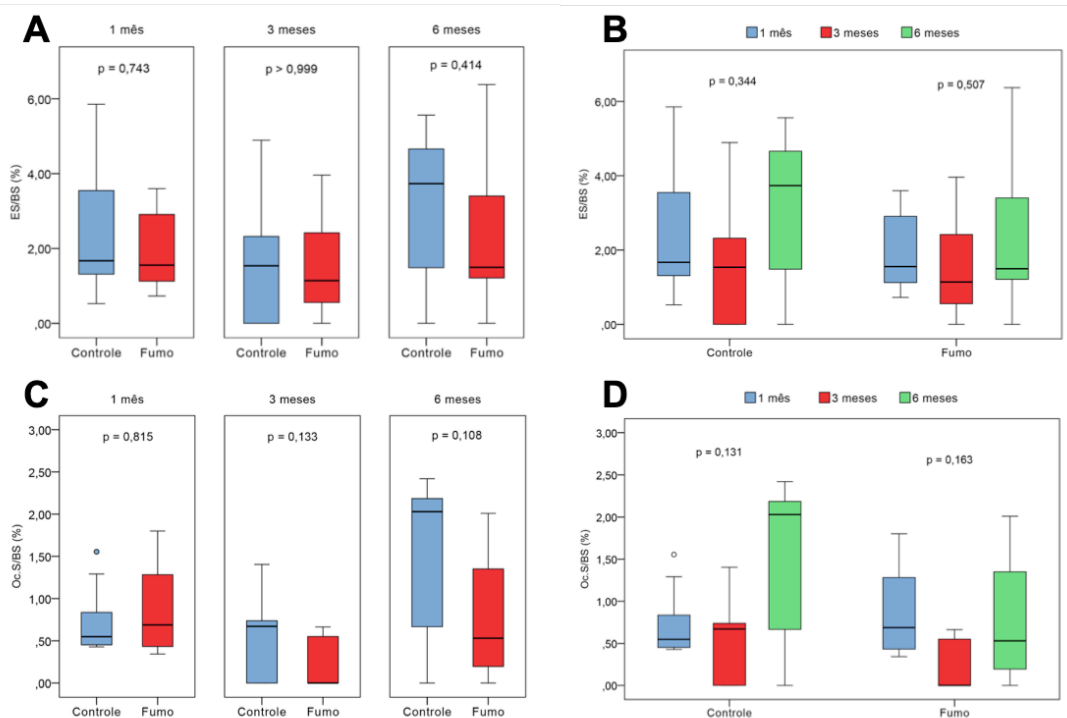 A
1 mês
3 meses
6 meses
p = 0,743
p > 0,999
p = 0,414
ES/BS (%)
6,00
4,00
2,00
,00
Controle
Fumo
Controle
Fumo
Controle
Fumo
B
1 mês
3 meses
6 meses
p = 0,344
p = 0,507
ES/BS (%)
6,00
4,00
2,00
,00
Controle
Fumo
C
1 mês
3 meses
6 meses
p = 0,815
p = 0,133
p = 0,108
Oc.S/BS (%)
3,00
2,50
2,00
1,50
1,00
,50
,00
Controle
Fumo
Controle
Fumo
Controle
Fumo
D
1 mês
3 meses
6 meses
p = 0,131
p = 0,163
Oc.S/BS (%)
3,00
2,50
2,00
1,50
1,00
,50
,00
Controle
Fumo